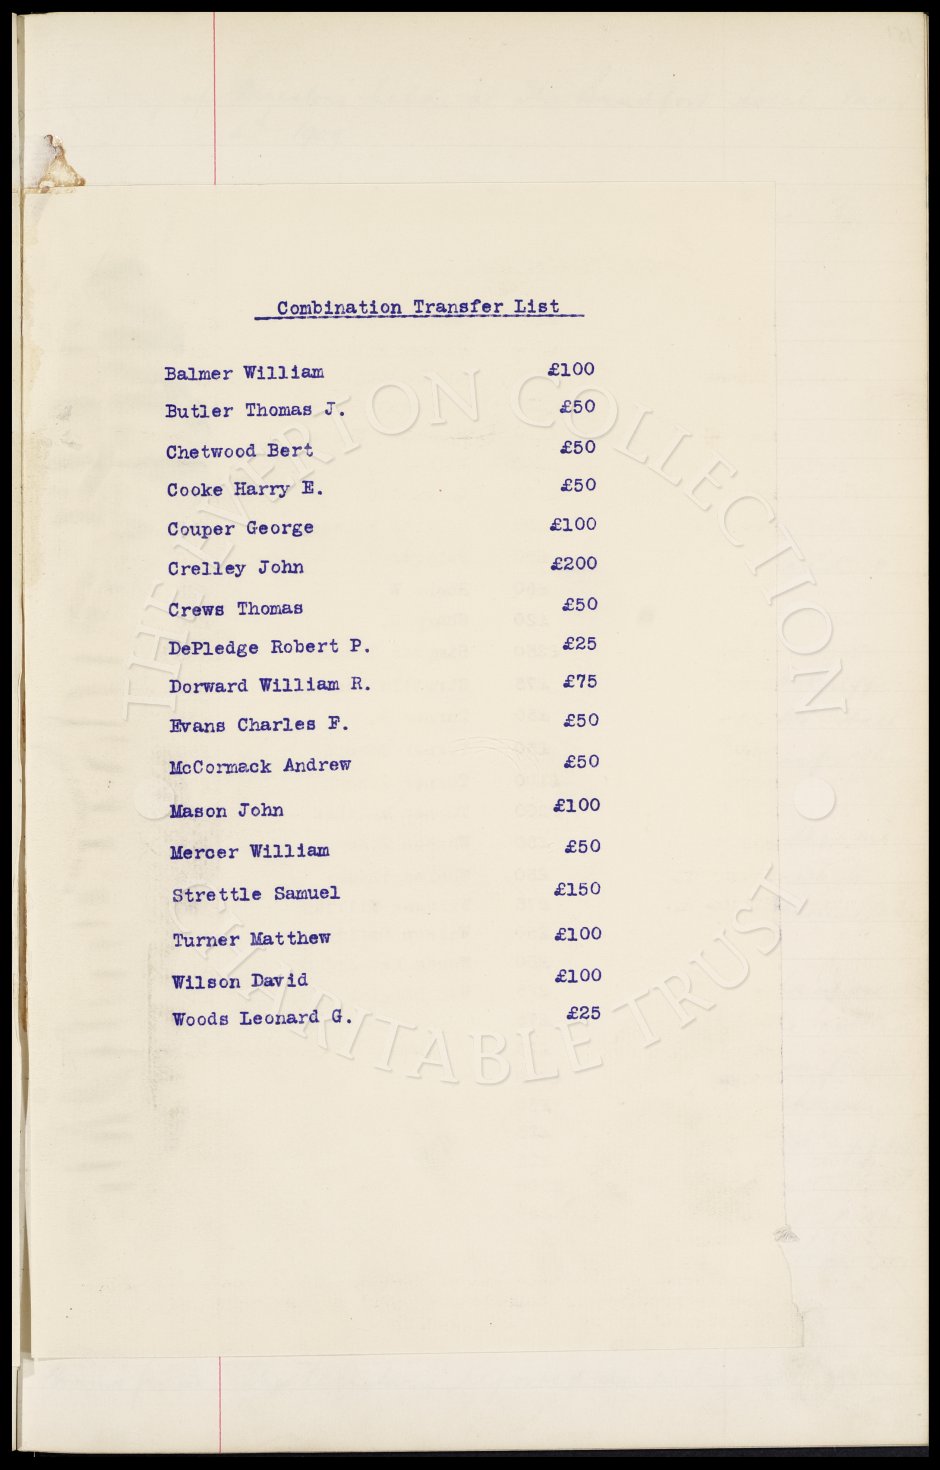 Combination Transfer List
Balmer William £100
Butler Thomas J. £50
Chetwood Bert £50
Cooke Harry E. £50
Couper George £100
Crelley John £200
Crews Thomas £50
DePledge Robert P. £25
Dorward William R. £75
Evans Charles F. £50
McCormack Andrew £50
Mason John £100
Mercer William £50
Strettle Samuel £150
Turner Matthew £100
Wilson David £100
Woods Leonard G. £25
THE EVERTON COLLECTION
CHARITABLE TRUST